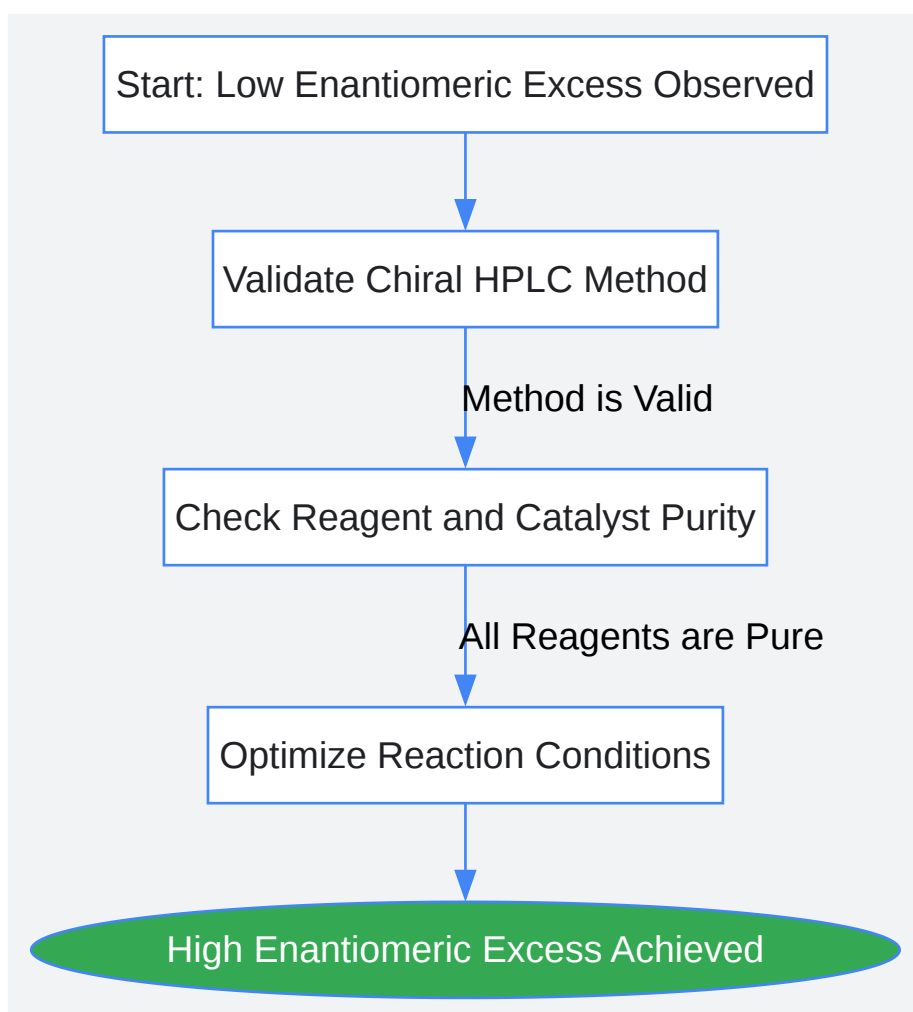 Start: Low Enantiomeric Excess Observed
Validate Chiral HPLC Method
Method is Valid
Check Reagent and Catalyst Purity
All Reagents are Pure
Optimize Reaction Conditions
High Enantiomeric Excess Achieved